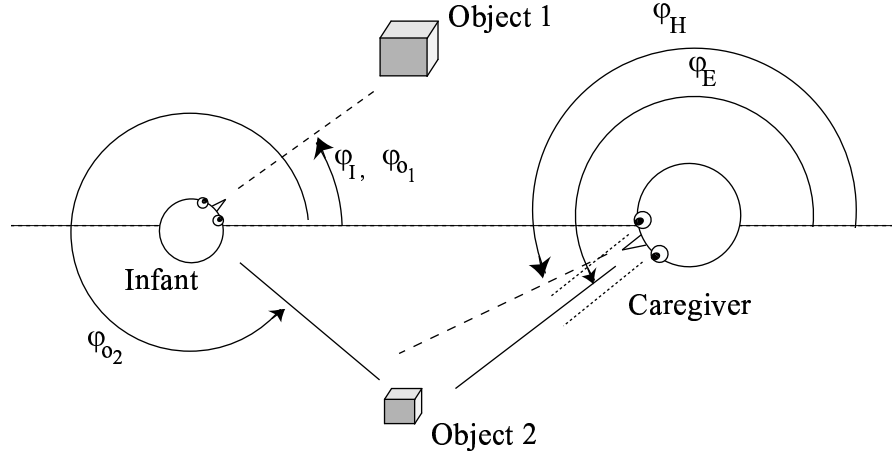 Object 1
φH
φE
φI, φo1
Infant
Caregiver
φo2
Object 2